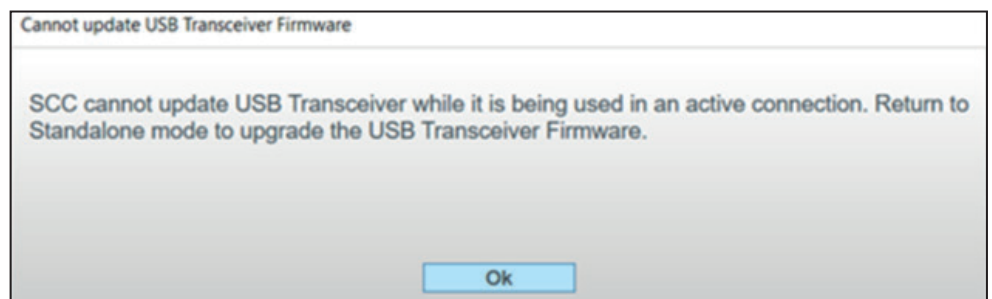 Cannot update USB Transceiver Firmware
SCC cannot update USB Transceiver while it is being used in an active connection. Return to
Standalone mode to upgrade the USB Transceiver Firmware.
Ok